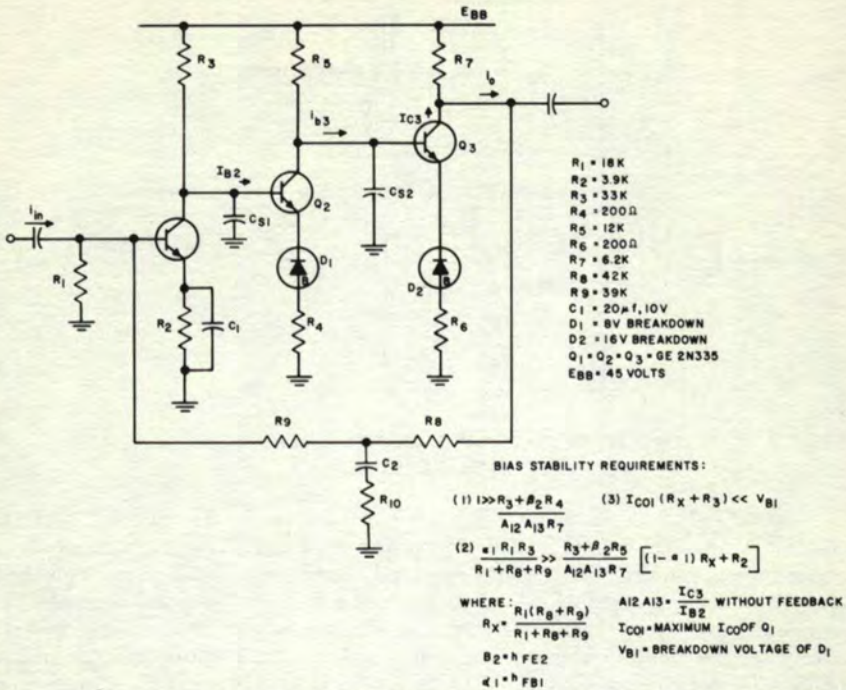 EBB
R3
R5
R7
Io
IC3
ib3
Q3
IB2
Q2
CS1
CS2
iin
D1
D2
R1
R2
C1
R4
R6
R1 = 18K
R2 = 3.9K
R3 = 33K
R4 = 200Ω
R5 = 12K
R6 = 200Ω
R7 = 6.2K
R8 = 42K
R9 = 39K
C1 = 20μf, 10V
D1 = 8V BREAKDOWN
D2 = 16V BREAKDOWN
Q1 = Q2 = Q3 = GE 2N335
EBB = 45 VOLTS
R9
R8
C2
R10
BIAS STABILITY REQUIREMENTS:
(1) 1>> R3+β2R4 / A12 A13 R7
(3) ICO1 (RX + R3) << VB1
(2) α1 R1 R3 / R1 + R8 + R9 >> R3+β2R5 / A12A13R7 [(1-α1) RX + R2]
WHERE:
RX = R1(R8+R9) / R1+R8+R9
B2 = hFE2
α1 = hFB1
A12 A13 = IC3 / IB2 WITHOUT FEEDBACK
ICO1 = MAXIMUM ICO OF Q1
VB1 = BREAKDOWN VOLTAGE OF D1